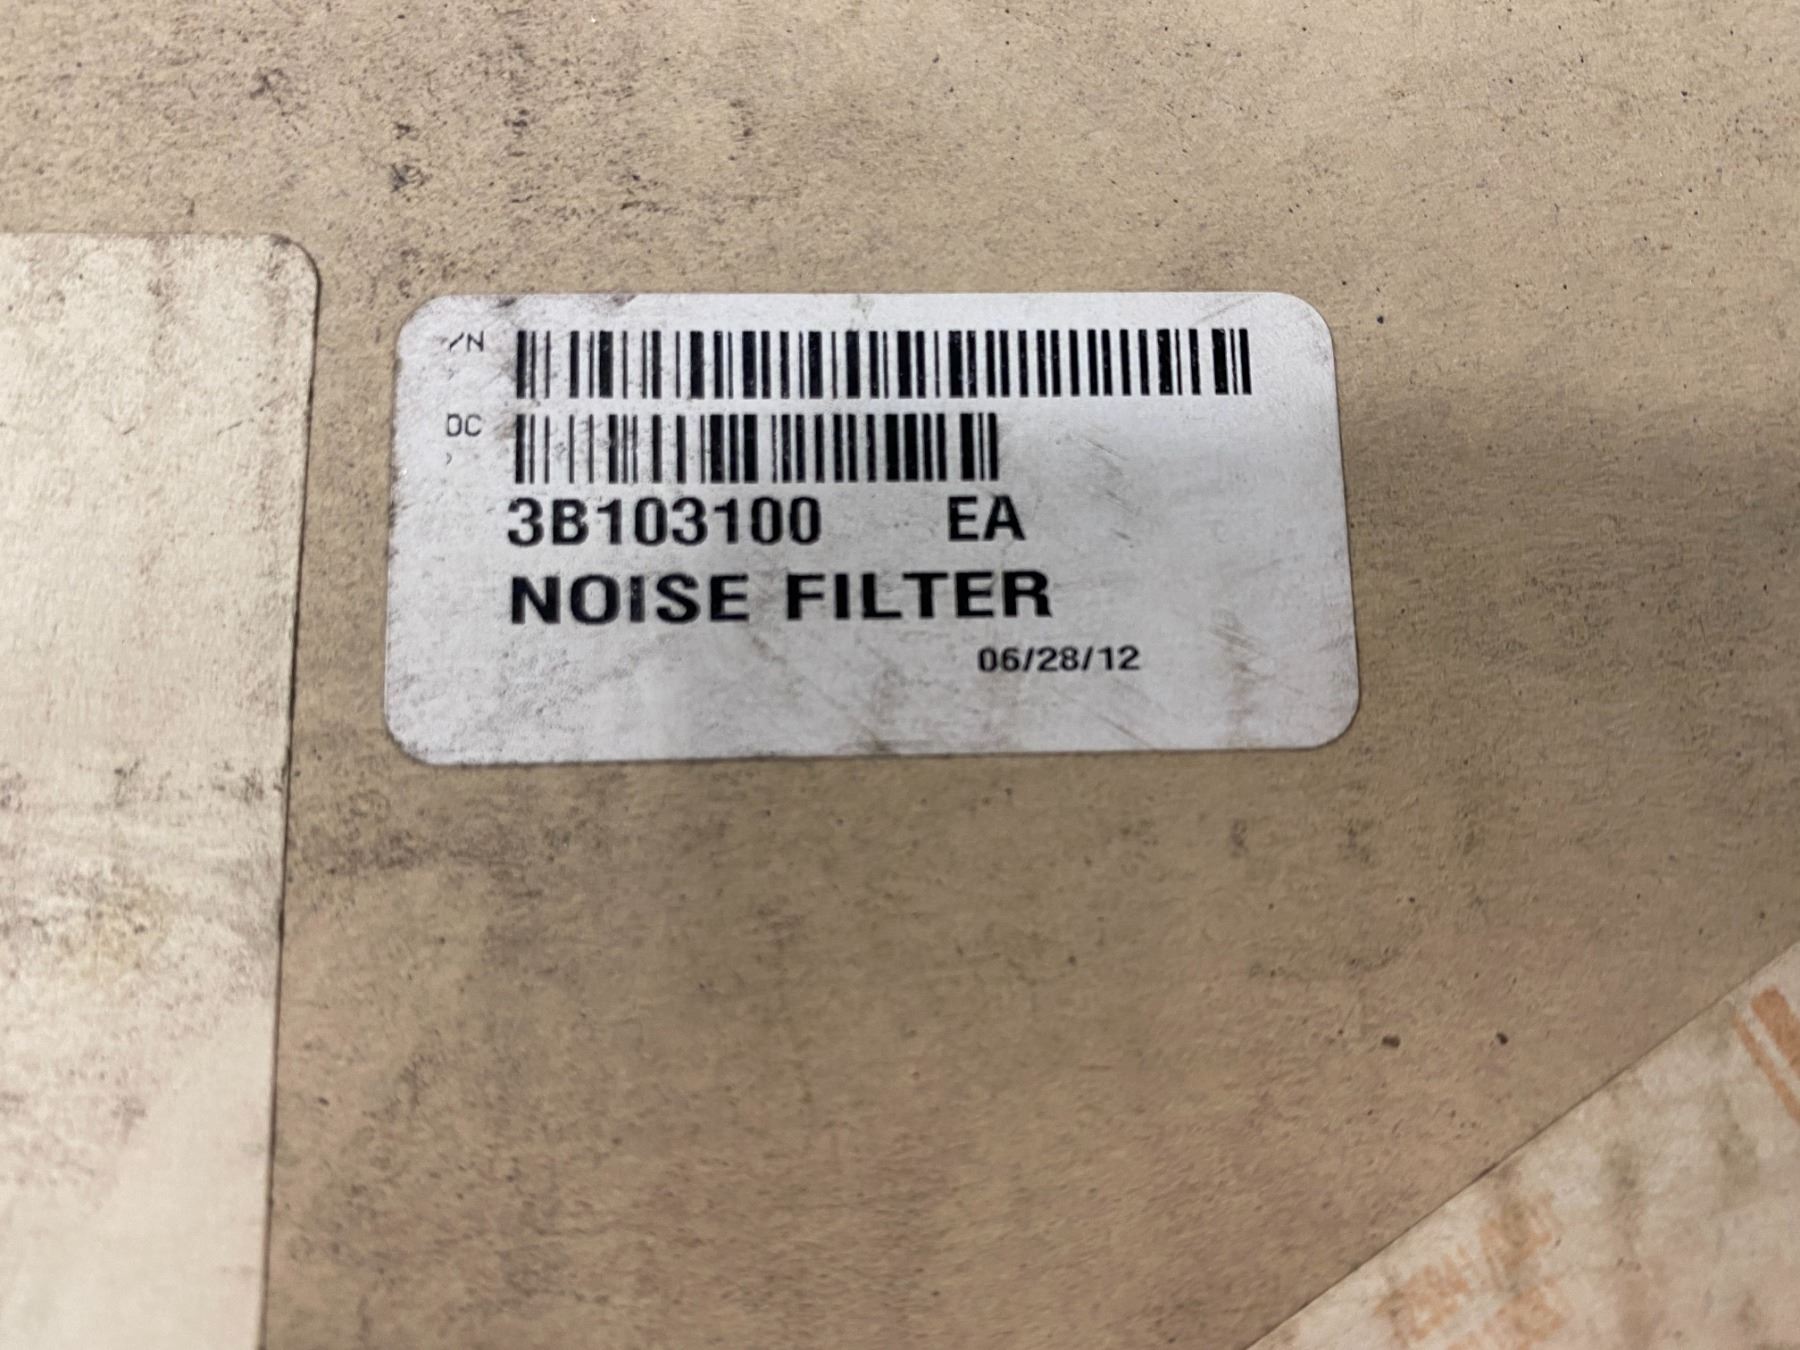 /N
DC
3B103100 EA
NOISE FILTER
06/28/12